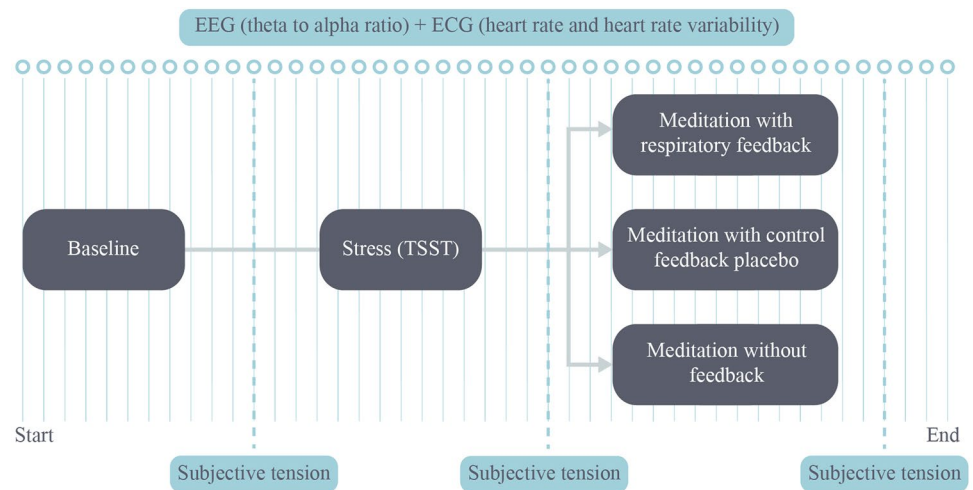 EEG (theta to alpha ratio) + ECG (heart rate and heart rate variability)
Meditation with
respiratory feedback
Baseline
Stress (TSST)
Meditation with control
feedback placebo
Meditation without
feedback
Start
End
Subjective tension
Subjective tension
Subjective tension